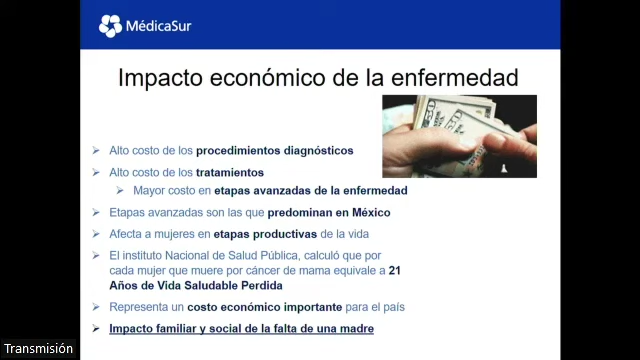 MédicaSur
Impacto económico de la enfermedad
Alto costo de los procedimientos diagnósticos
Alto costo de los tratamientos
Mayor costo en etapas avanzadas de la enfermedad
Etapas avanzadas son las que predominan en México
Afecta a mujeres en etapas productivas de la vida
El instituto Nacional de Salud Pública, calculó que por
cada mujer que muere por cáncer de mama equivale a 21
Años de Vida Saludable Perdida
Representa un costo económico importante para el país
Impacto familiar y social de la falta de una madre
Transmisión